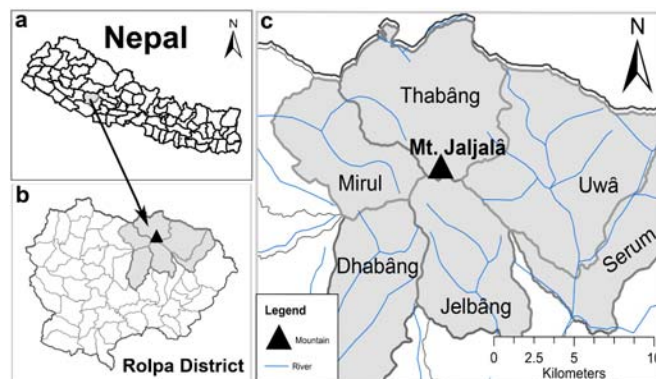 a
Nepal
N
b
Rolpa District
c
N
Thabâng
Mt. Jaljalâ
Mirul
Uwâ
Serum
Dhabâng
Jelbâng
Legend
Mountain
River
0 2.5 5 10
Kilometers